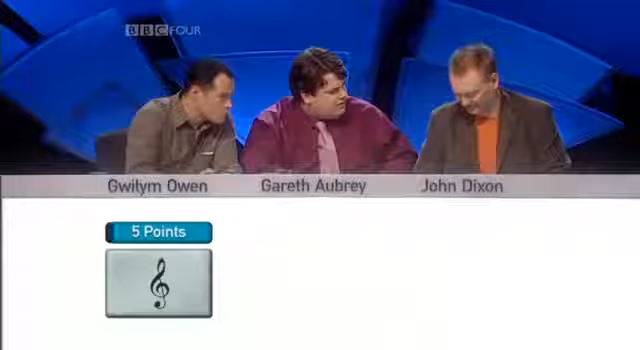 BBC FOUR
Gwilym Owen
Gareth Aubrey
John Dixon
5 Points